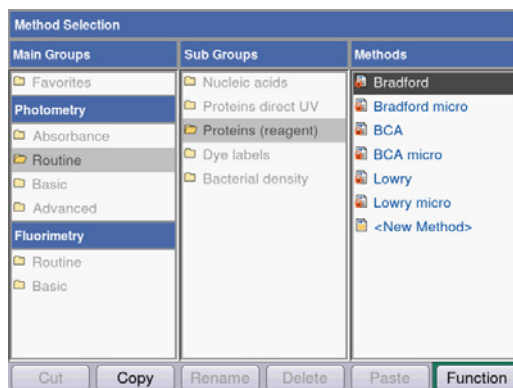 Method Selection
Main Groups
Favorites
Photometry
Absorbance
Routine
Basic
Advanced
Fluorimetry
Routine
Basic
Sub Groups
Nucleic acids
Proteins direct UV
Proteins (reagent)
Dye labels
Bacterial density
Methods
Bradford
Bradford micro
BCA
BCA micro
Lowry
Lowry micro
<New Method>
Cut
Copy
Rename
Delete
Paste
Function